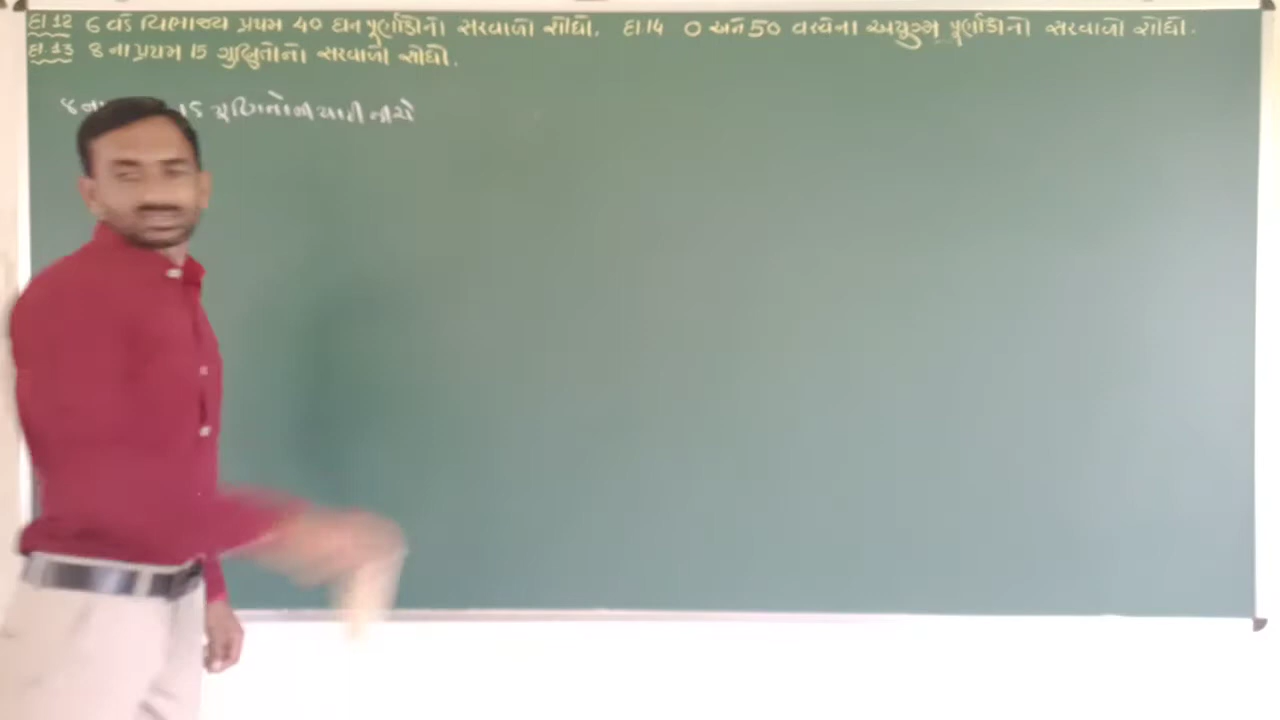 દા.12 6 વડે વિભાજ્ય પ્રથમ 40 ધન પૂર્ણાંકોનો સરવાળો શોધો. દા.14 0 અને 50 વચ્ચેના અયુગ્મ પૂર્ણાંકોનો સરવાળો શોધો.
દા.13 8 ના પ્રથમ 15 ગુણિતોનો સરવાળો શોધો.
8 ના 15 ગુણિતોની યાદી નીચે